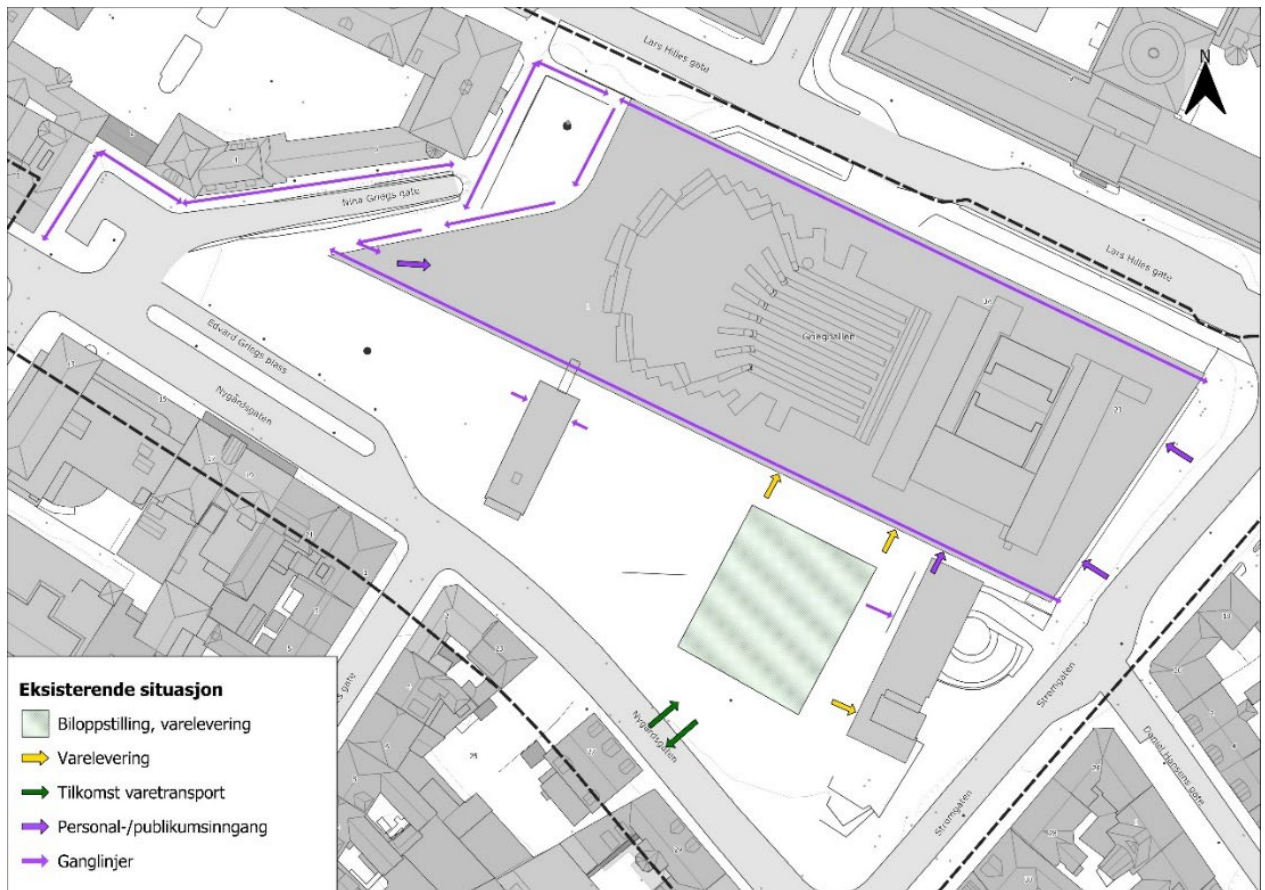 Lars Hilles gate
N
Nina Griegs gate
Lars Hilles gate
Grieghallen
Edvard Griegs plass
Nygårdsgaten
Nygårdsgaten
Strømgaten
Strømgaten
Daniel Hansens gate
gate
Eksisterende situasjon
Biloppstilling, varelevering
Varelevering
Tilkomst varetransport
Personal-/publikumsinngang
Ganglinjer